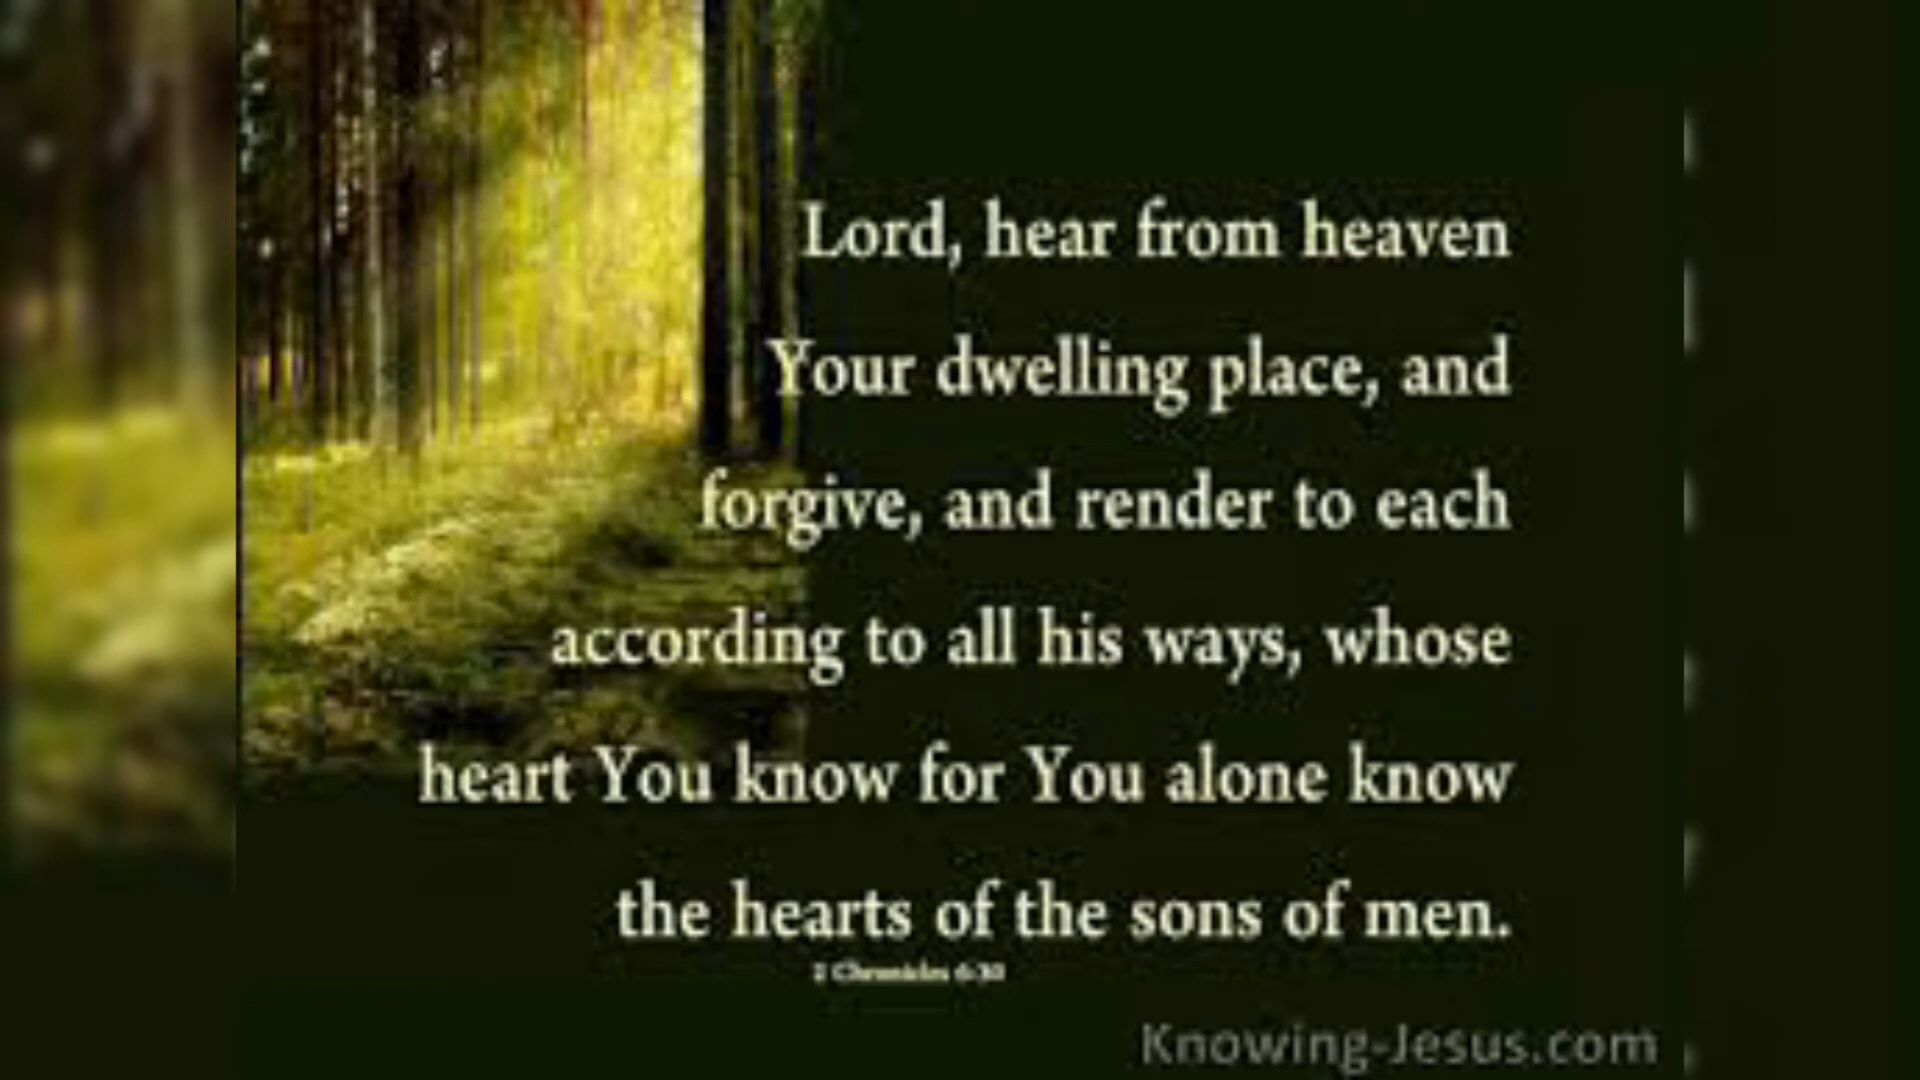 Lord, hear from heaven
Your dwelling place, and
forgive, and render to each
according to all his ways, whose
heart You know for You alone know
the hearts of the sons of men.
2 Chronicles 6:30
Knowing-Jesus.com